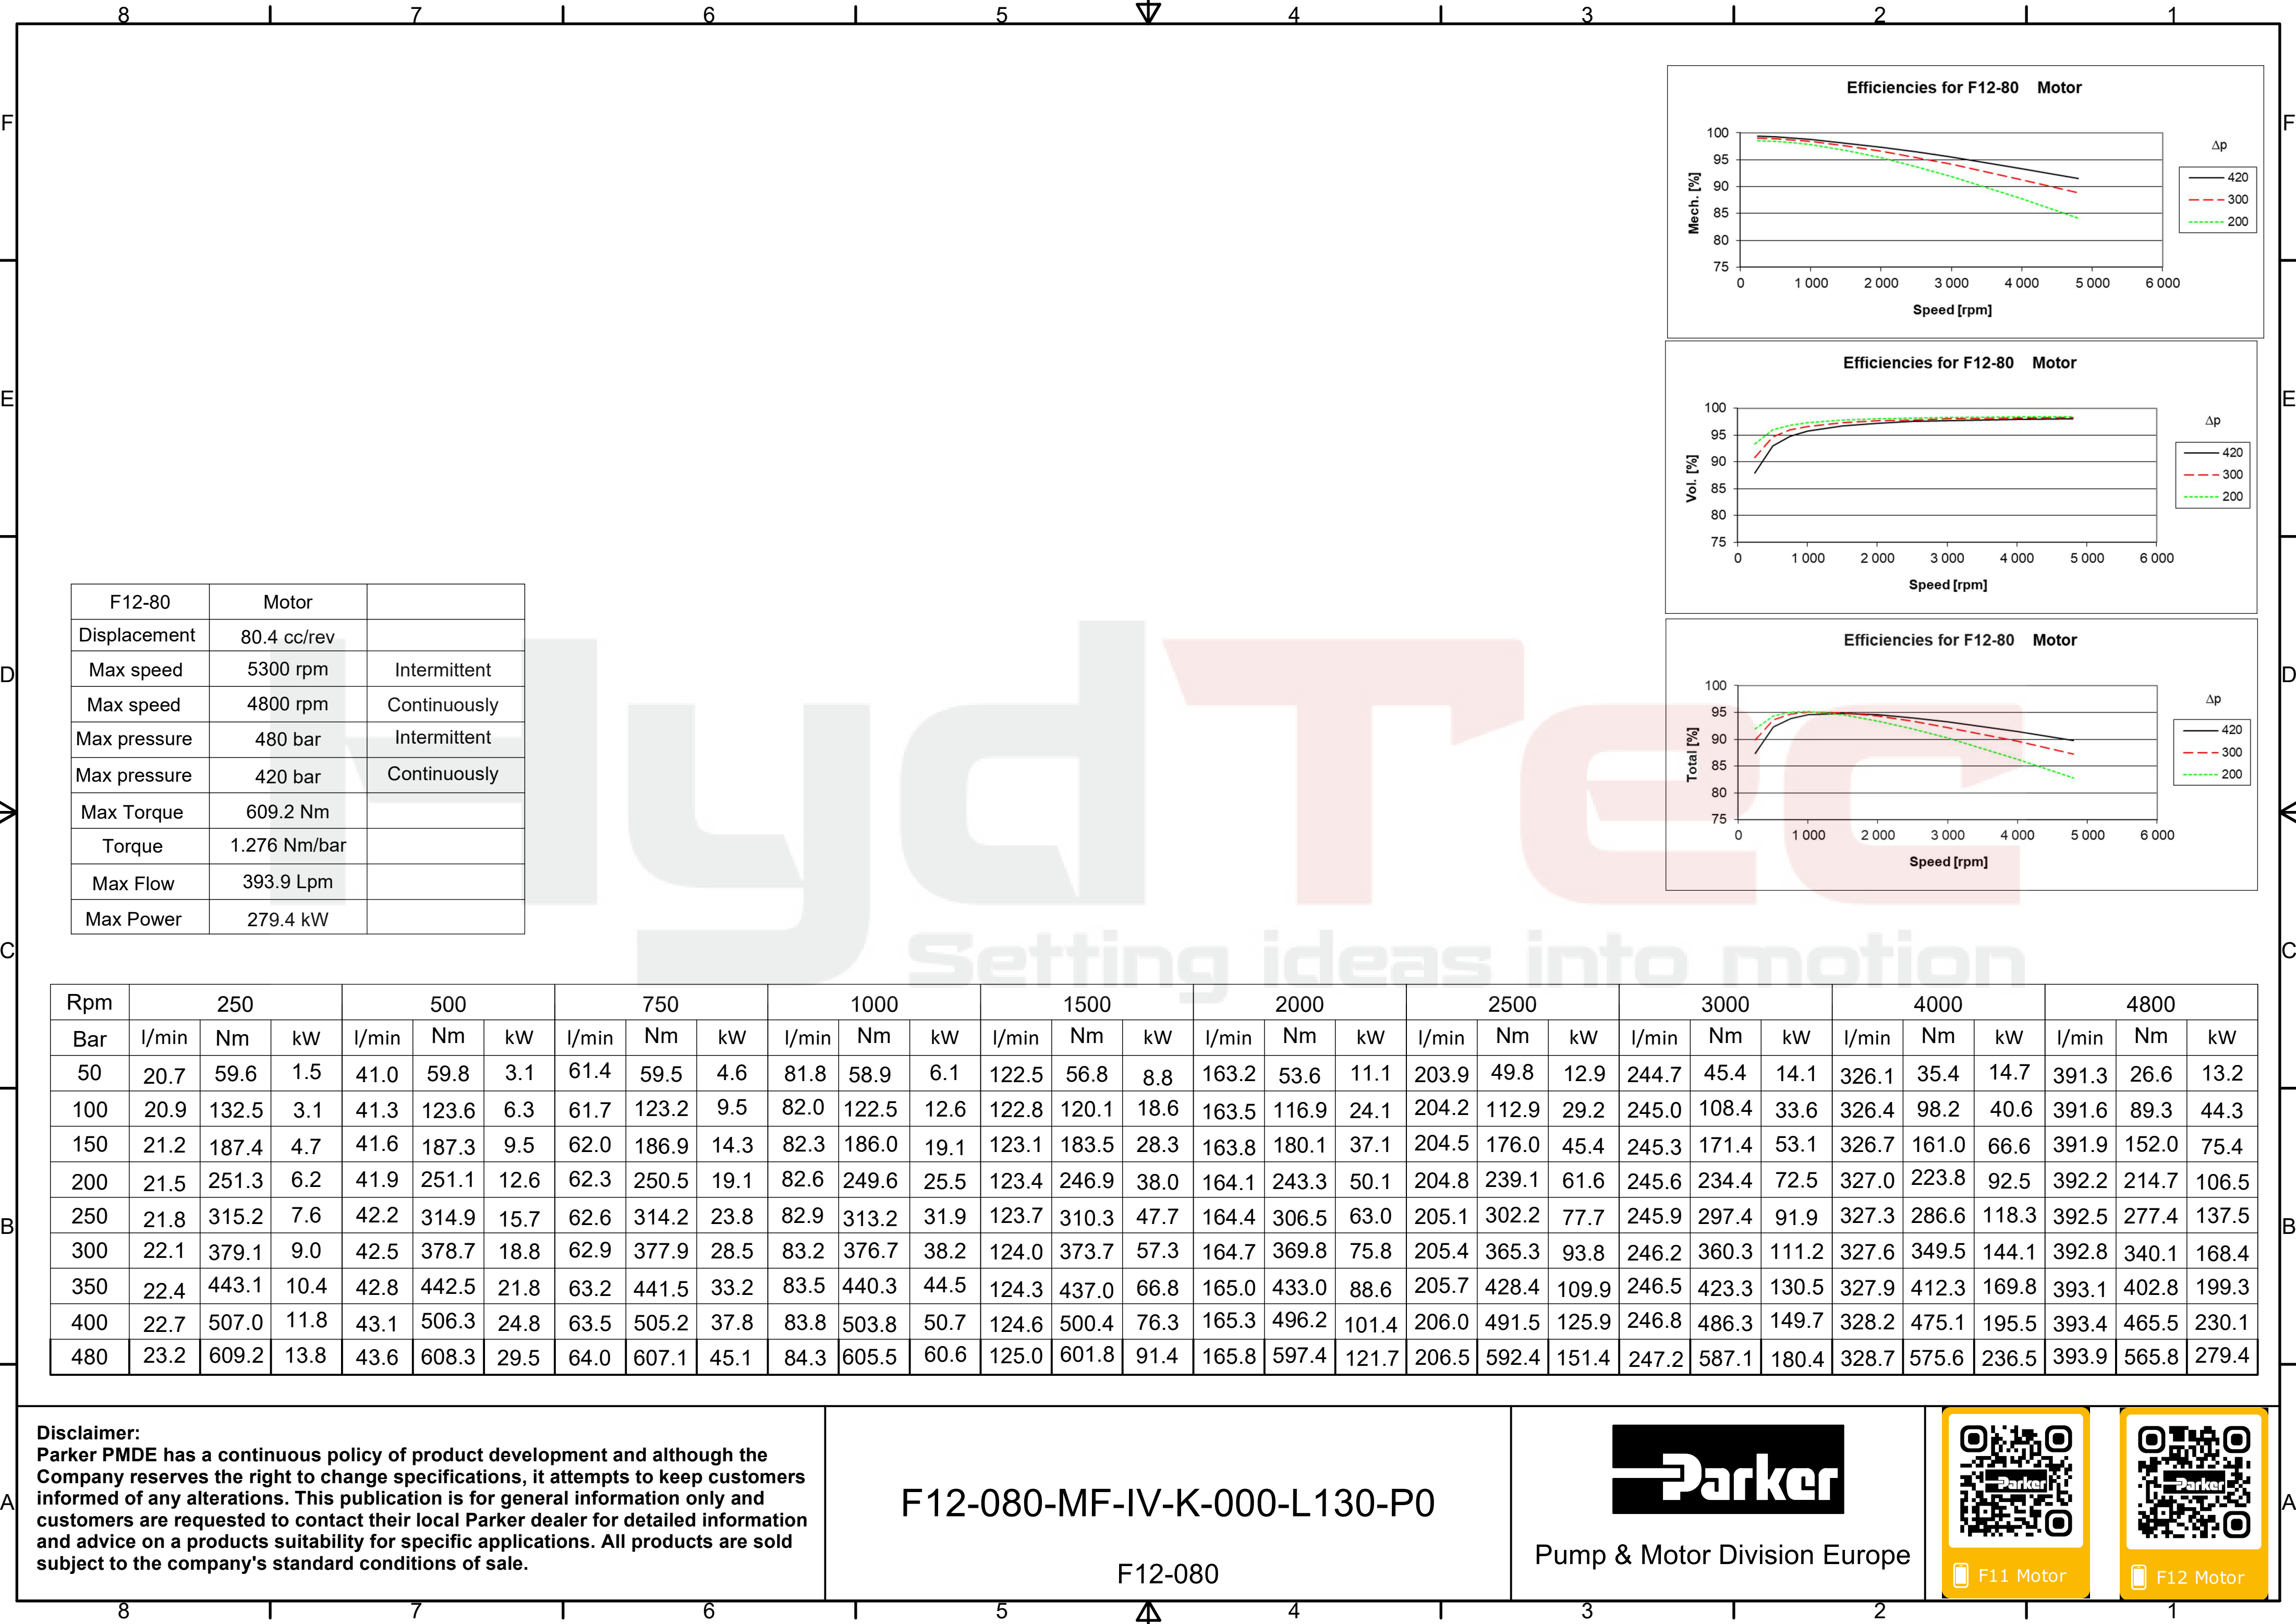 8 7 6 5 4 3 2 1
F F
E E
D D
C C
B B
A A
Efficiencies for F12-80 Motor
Mech. [%]
100
95
90
85
80
75
0 1 000 2 000 3 000 4 000 5 000 6 000
Speed [rpm]
Δp
420
300
200
Efficiencies for F12-80 Motor
Vol. [%]
100
95
90
85
80
75
0 1 000 2 000 3 000 4 000 5 000 6 000
Speed [rpm]
Δp
420
300
200
Efficiencies for F12-80 Motor
Total [%]
100
95
90
85
80
75
0 1 000 2 000 3 000 4 000 5 000 6 000
Speed [rpm]
Δp
420
300
200
F12-80 Motor
Displacement 80.4 cc/rev
Max speed 5300 rpm Intermittent
Max speed 4800 rpm Continuously
Max pressure 480 bar Intermittent
Max pressure 420 bar Continuously
Max Torque 609.2 Nm
Torque 1.276 Nm/bar
Max Flow 393.9 Lpm
Max Power 279.4 kW
HydTec
Setting ideas into motion
Rpm 250 500 750 1000 1500 2000 2500 3000 4000 4800
Bar l/min Nm kW l/min Nm kW l/min Nm kW l/min Nm kW l/min Nm kW l/min Nm kW l/min Nm kW l/min Nm kW l/min Nm kW l/min Nm kW
50 20.7 59.6 1.5 41.0 59.8 3.1 61.4 59.5 4.6 81.8 58.9 6.1 122.5 56.8 8.8 163.2 53.6 11.1 203.9 49.8 12.9 244.7 45.4 14.1 326.1 35.4 14.7 391.3 26.6 13.2
100 20.9 132.5 3.1 41.3 123.6 6.3 61.7 123.2 9.5 82.0 122.5 12.6 122.8 120.1 18.6 163.5 116.9 24.1 204.2 112.9 29.2 245.0 108.4 33.6 326.4 98.2 40.6 391.6 89.3 44.3
150 21.2 187.4 4.7 41.6 187.3 9.5 62.0 186.9 14.3 82.3 186.0 19.1 123.1 183.5 28.3 163.8 180.1 37.1 204.5 176.0 45.4 245.3 171.4 53.1 326.7 161.0 66.6 391.9 152.0 75.4
200 21.5 251.3 6.2 41.9 251.1 12.6 62.3 250.5 19.1 82.6 249.6 25.5 123.4 246.9 38.0 164.1 243.3 50.1 204.8 239.1 61.6 245.6 234.4 72.5 327.0 223.8 92.5 392.2 214.7 106.5
250 21.8 315.2 7.6 42.2 314.9 15.7 62.6 314.2 23.8 82.9 313.2 31.9 123.7 310.3 47.7 164.4 306.5 63.0 205.1 302.2 77.7 245.9 297.4 91.9 327.3 286.6 118.3 392.5 277.4 137.5
300 22.1 379.1 9.0 42.5 378.7 18.8 62.9 377.9 28.5 83.2 376.7 38.2 124.0 373.7 57.3 164.7 369.8 75.8 205.4 365.3 93.8 246.2 360.3 111.2 327.6 349.5 144.1 392.8 340.1 168.4
350 22.4 443.1 10.4 42.8 442.5 21.8 63.2 441.5 33.2 83.5 440.3 44.5 124.3 437.0 66.8 165.0 433.0 88.6 205.7 428.4 109.9 246.5 423.3 130.5 327.9 412.3 169.8 393.1 402.8 199.3
400 22.7 507.0 11.8 43.1 506.3 24.8 63.5 505.2 37.8 83.8 503.8 50.7 124.6 500.4 76.3 165.3 496.2 101.4 206.0 491.5 125.9 246.8 486.3 149.7 328.2 475.1 195.5 393.4 465.5 230.1
480 23.2 609.2 13.8 43.6 608.3 29.5 64.0 607.1 45.1 84.3 605.5 60.6 125.0 601.8 91.4 165.8 597.4 121.7 206.5 592.4 151.4 247.2 587.1 180.4 328.7 575.6 236.5 393.9 565.8 279.4
Disclaimer:
Parker PMDE has a continuous policy of product development and although the
Company reserves the right to change specifications, it attempts to keep customers
informed of any alterations. This publication is for general information only and
customers are requested to contact their local Parker dealer for detailed information
and advice on a products suitability for specific applications. All products are sold
subject to the company's standard conditions of sale.
F12-080-MF-IV-K-000-L130-P0
F12-080
Parker
Pump & Motor Division Europe
Parker
F11 Motor
Parker
F12 Motor
8 7 6 5 4 3 2 1